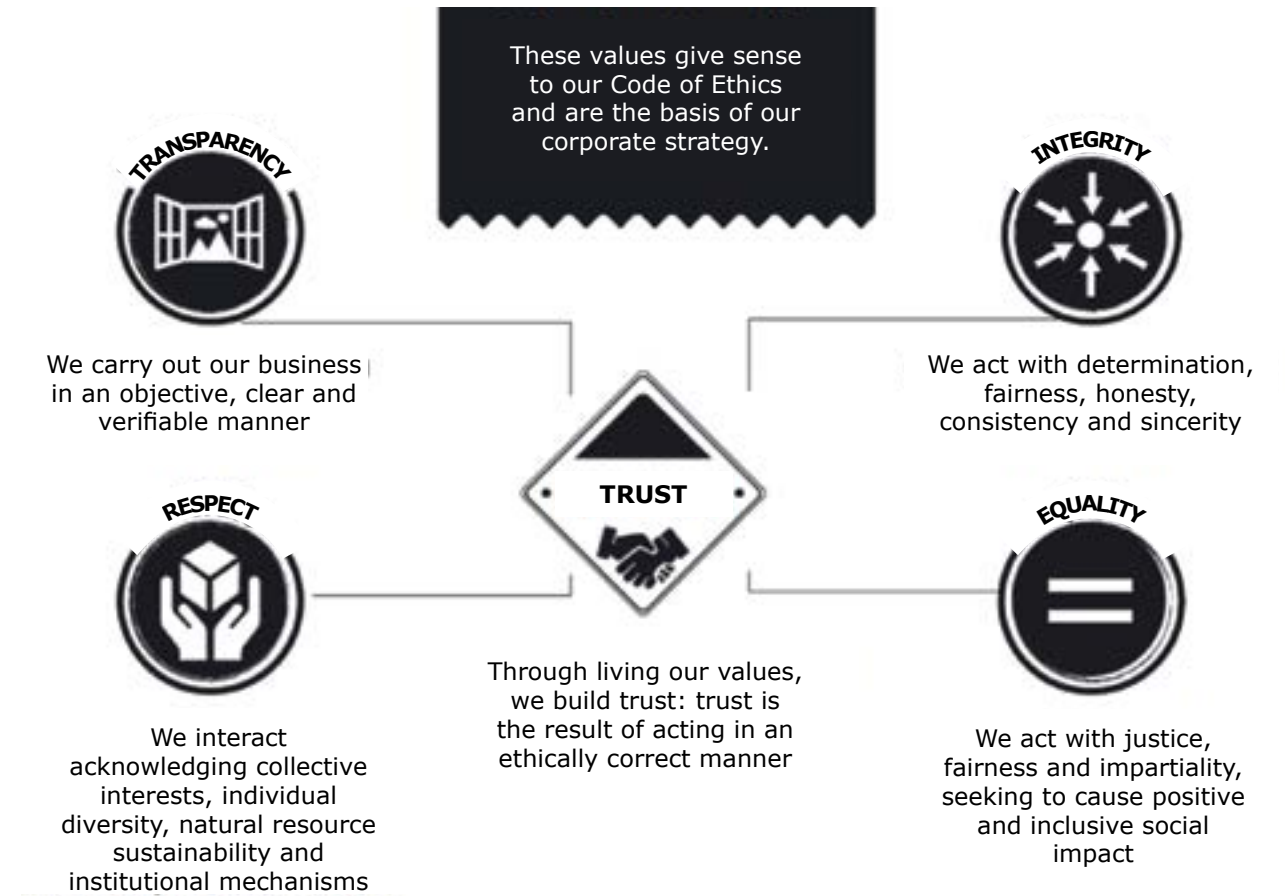 These values give sense
to our Code of Ethics
and are the basis of our
corporate strategy.
TRANSPARENCY
We carry out our business
in an objective, clear and
verifiable manner
INTEGRITY
We act with determination,
fairness, honesty,
consistency and sincerity
TRUST
Through living our values,
we build trust: trust is
the result of acting in an
ethically correct manner
RESPECT
We interact
acknowledging collective
interests, individual
diversity, natural resource
sustainability and
institutional mechanisms
EQUALITY
We act with justice,
fairness and impartiality,
seeking to cause positive
and inclusive social
impact